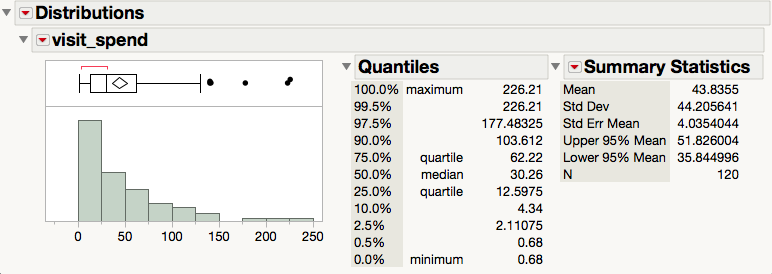 Distributions
visit_spend
0 50 100 150 200 250
Quantiles
100.0% maximum 226.21
99.5% 226.21
97.5% 177.48325
90.0% 103.612
75.0% quartile 62.22
50.0% median 30.26
25.0% quartile 12.5975
10.0% 4.34
2.5% 2.11075
0.5% 0.68
0.0% minimum 0.68
Summary Statistics
Mean 43.8355
Std Dev 44.205641
Std Err Mean 4.0354044
Upper 95% Mean 51.826004
Lower 95% Mean 35.844996
N 120